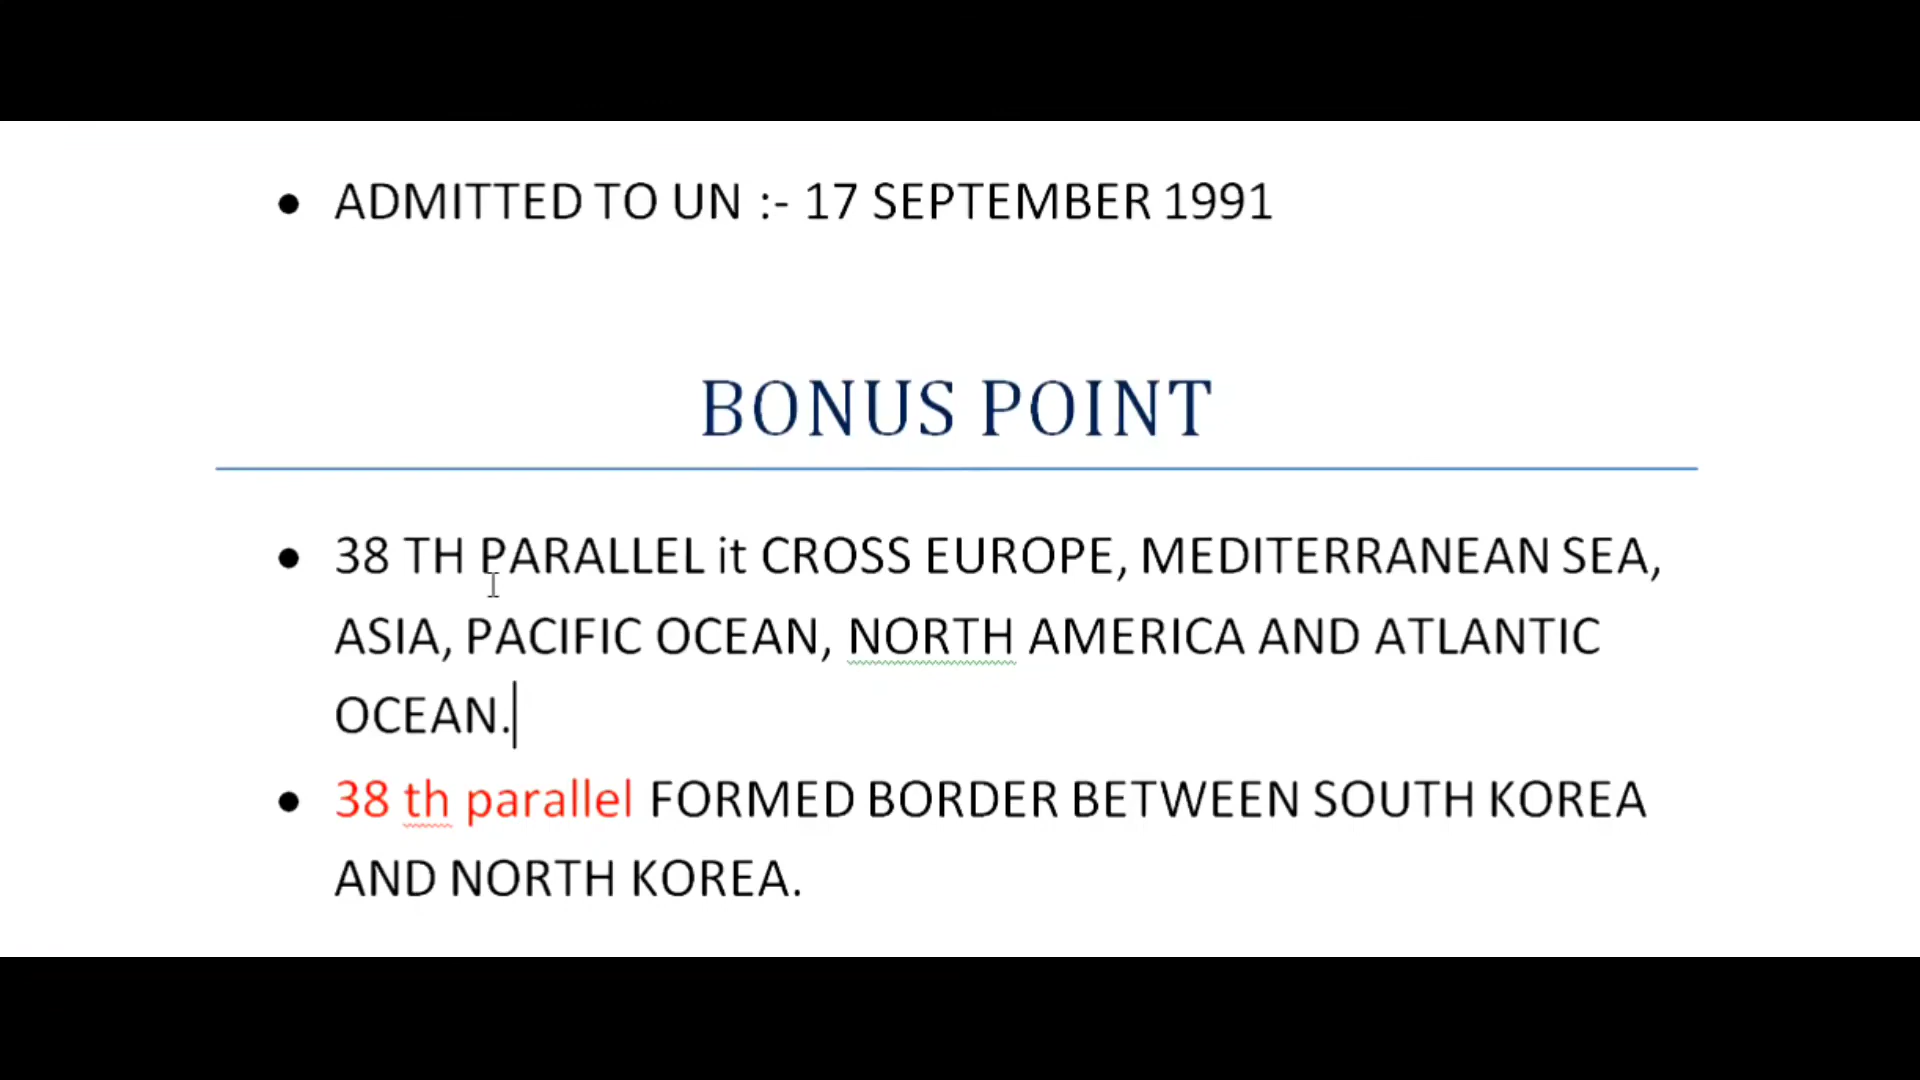 • ADMITTED TO UN :- 17 SEPTEMBER 1991
BONUS POINT
• 38 TH PARALLEL it CROSS EUROPE, MEDITERRANEAN SEA,
ASIA, PACIFIC OCEAN, NORTH AMERICA AND ATLANTIC
OCEAN.
• 38 th parallel FORMED BORDER BETWEEN SOUTH KOREA
AND NORTH KOREA.